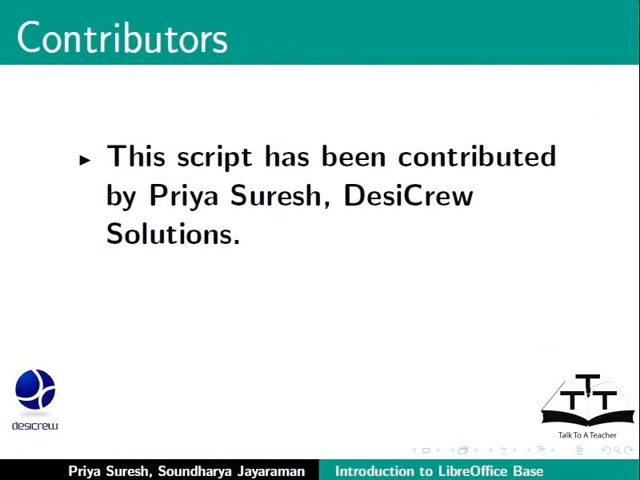 Contributors
This script has been contributed
by Priya Suresh, DesiCrew
Solutions.
desicrew
T T T
Talk To A Teacher
Priya Suresh, Soundharya Jayaraman
Introduction to LibreOffice Base